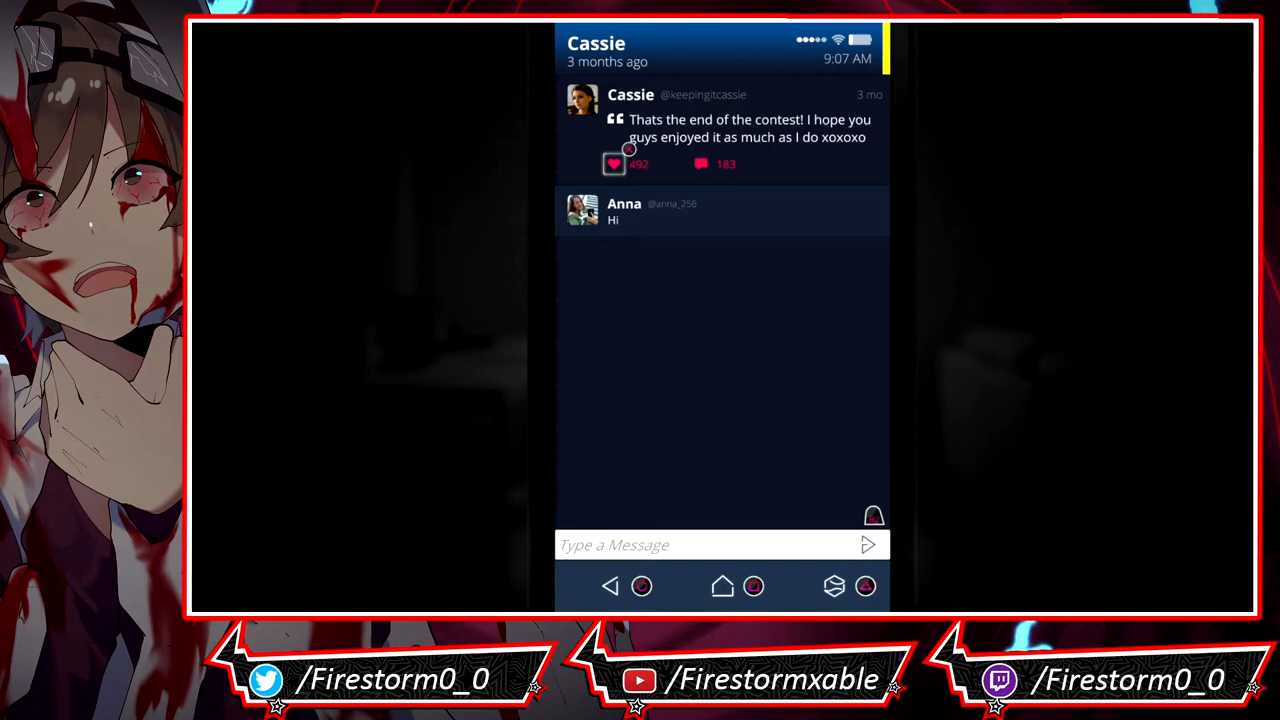 Cassie
3 months ago
9:07 AM
Cassie @keepingitcassie 3 mo
Thats the end of the contest! I hope you
guys enjoyed it as much as I do xoxoxo
492 183
Anna @anna_256
Hi
Type a Message
/Firestorm0_0 /Firestormxable /Firestorm0_0